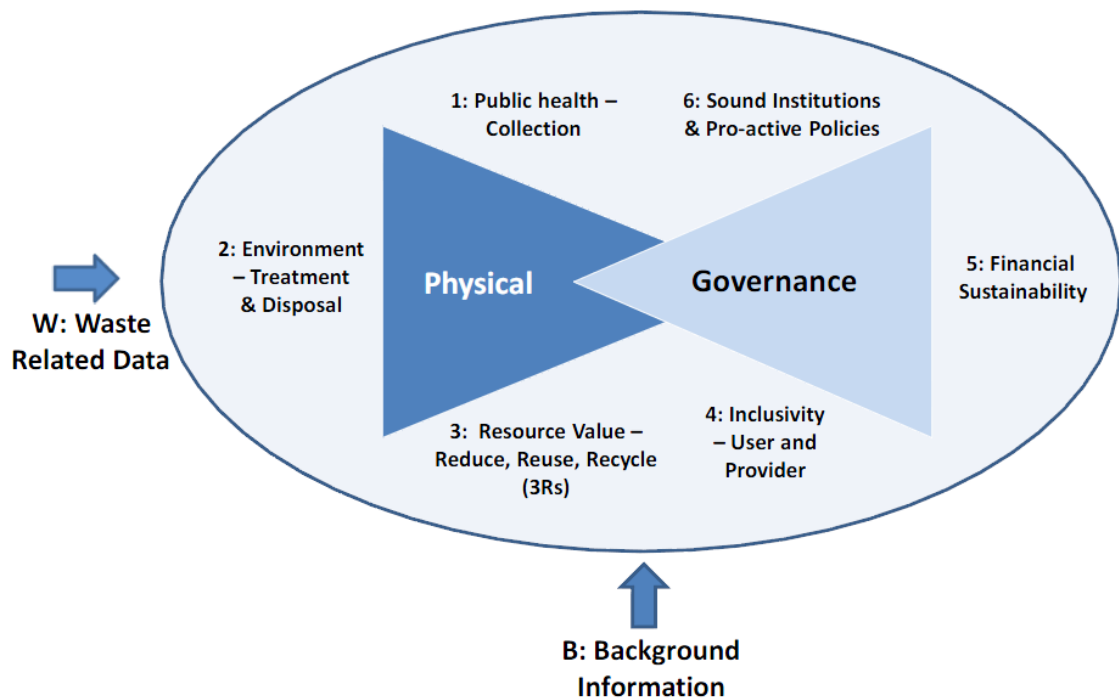 1: Public health –
Collection
6: Sound Institutions
& Pro-active Policies
2: Environment
– Treatment
& Disposal
Physical
Governance
5: Financial
Sustainability
W: Waste
Related Data
3:  Resource Value –
Reduce, Reuse, Recycle
(3Rs)
4: Inclusivity
– User and
Provider
B: Background
Information